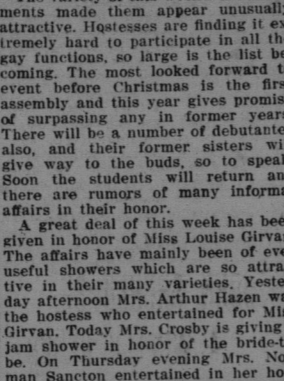 ments made them appear unusuall
attractive. Hostesses are finding it ex
tremely hard to participate in all th
gay functions, so large is the list be
coming. The most looked forward t
event before Christmas is the firs
assembly and this year gives promis
of surpassing any in former year
There will be a number of debutante
also, and their former sisters wi
give way to the buds, so to speal
Soon the students will return an
there are rumors of many informa
affairs in their honor.
A great deal of this week has bee
given in honor of Miss Louise Girva
The affairs have mainly been of eve
useful showers which are so attra
tive in their many varieties. Yeste
day afternoon Mrs. Arthur Hazen wa
the hostess who entertained for Mi
Girvan. Today Mrs. Crosby is giving
jam shower in honor of the bride-t
be. On Thursday evening Mrs. No
man Sancton entertained in her ho